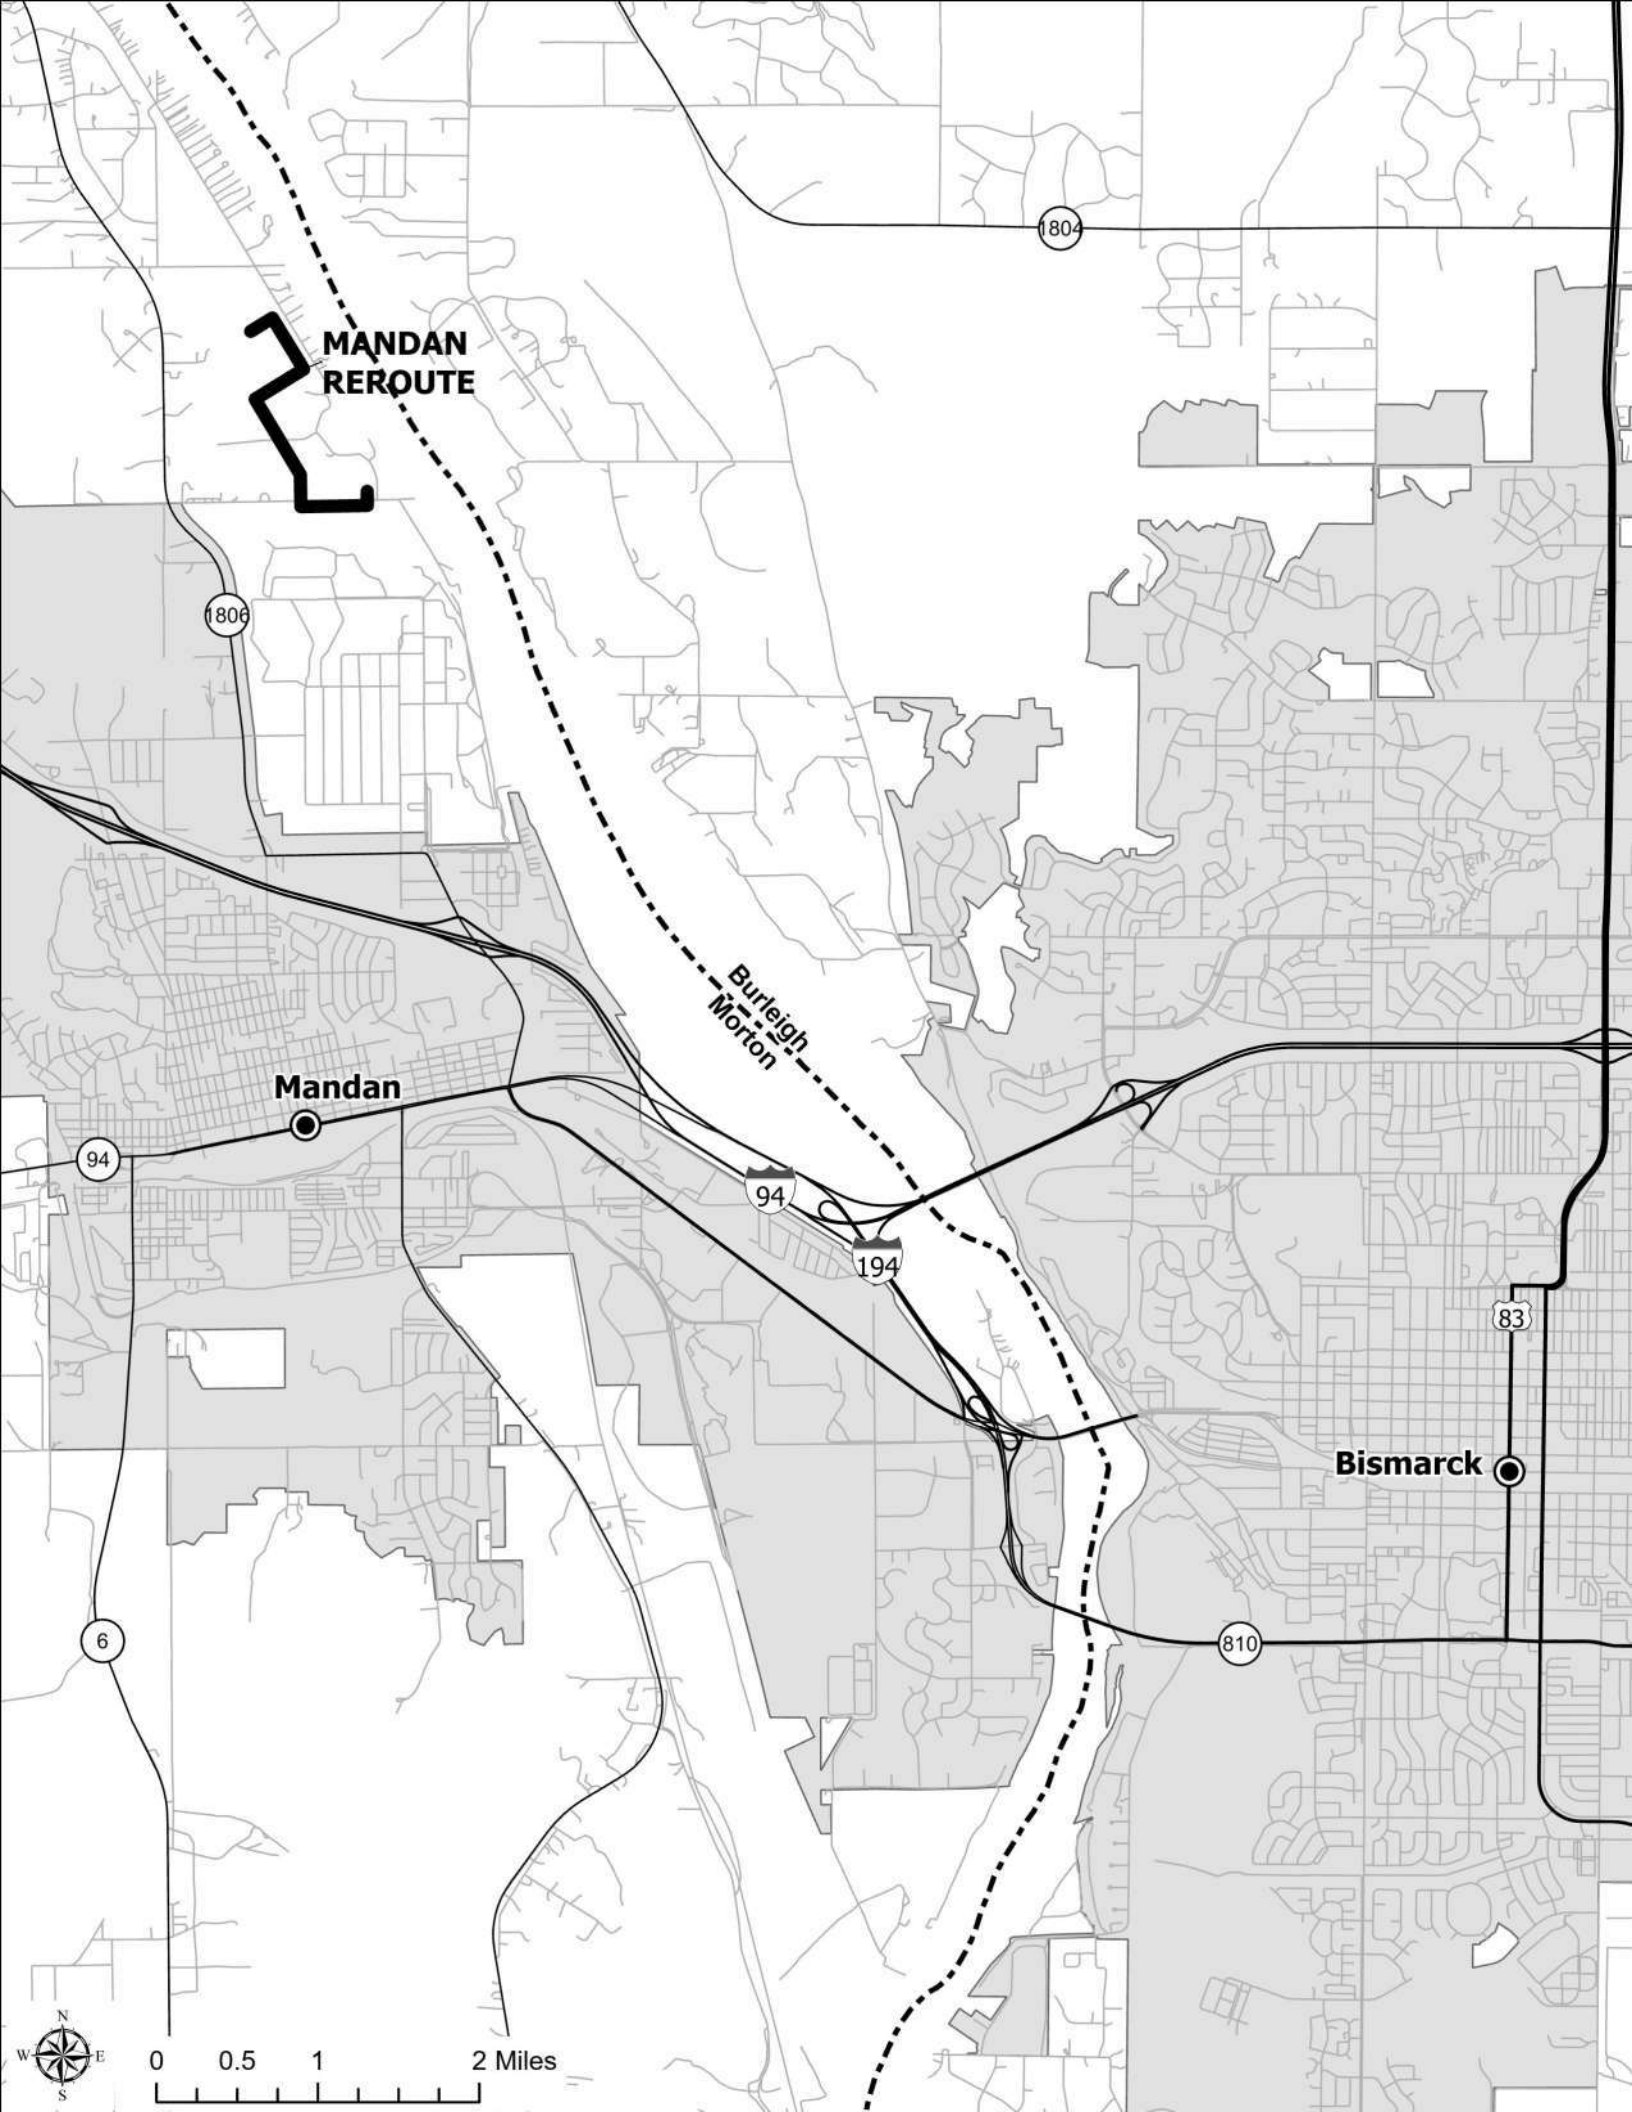 1804
MANDAN
REROUTE
1806
Burleigh
Morton
Mandan
94
94
194
83
Bismarck
6
810
N
W E
S
0 0.5 1 2 Miles